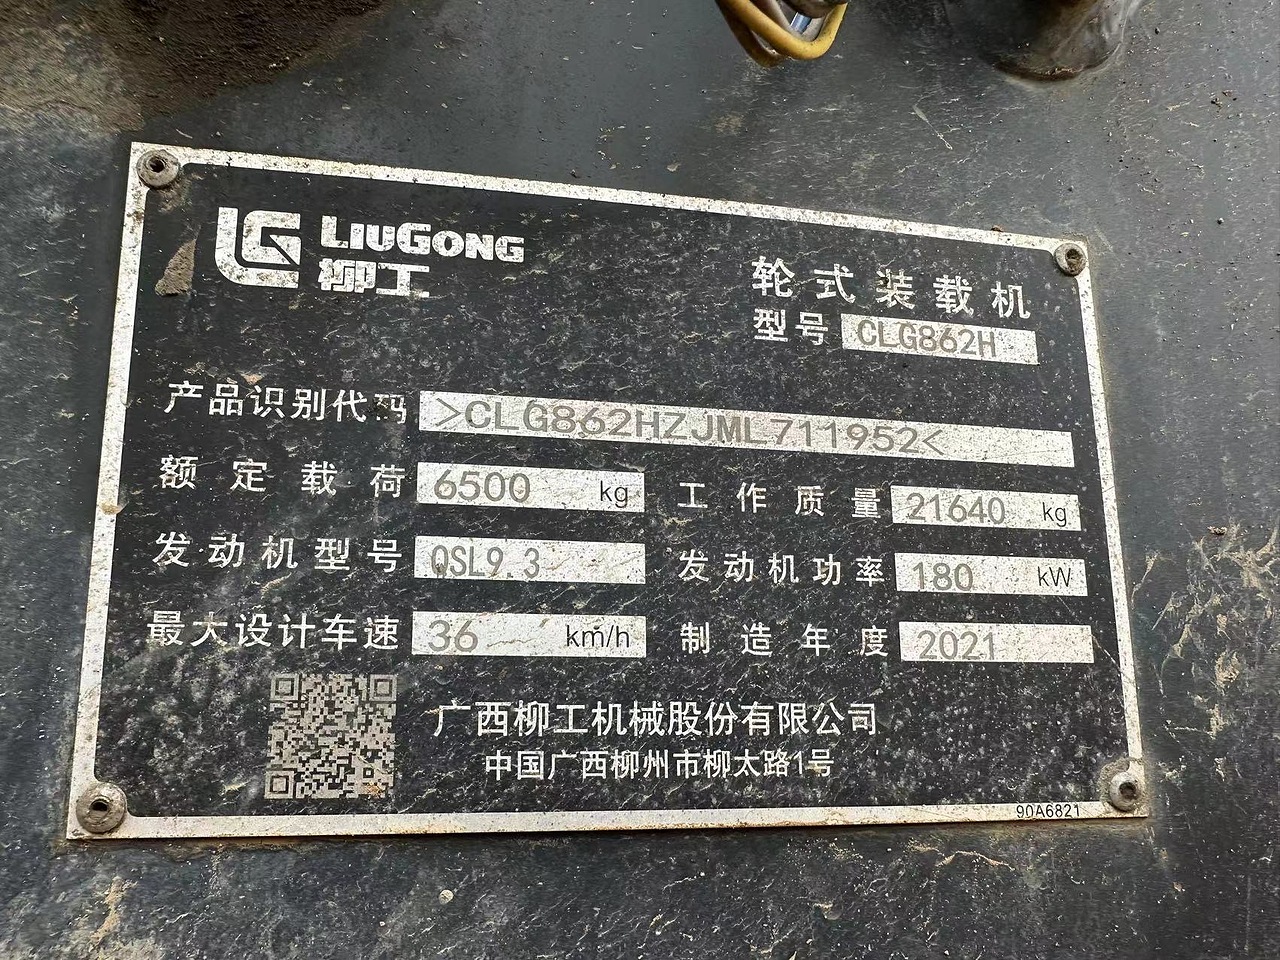 LIUGONG
柳工
轮式装载机
型号 CLG862H
产品识别代码 >CLG862HZJML711952<
额定载荷 6500 kg 工作质量 21640 kg
发动机型号 QSL9.3 发动机功率 180 kW
最大设计车速 36 km/h 制造年度 2021
广西柳工机械股份有限公司
中国广西柳州市柳太路1号
90A6821